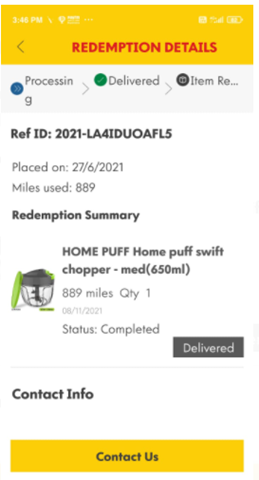 3:46 PM
REDEMPTION DETAILS
Processin
g
Delivered
Item Re...
Ref ID: 2021-LA4IDUOAFL5
Placed on: 27/6/2021
Miles used: 889
Redemption Summary
HOME PUFF Home puff swift
chopper - med(650ml)
889 miles Qty 1
08/11/2021
Status: Completed
Delivered
Contact Info
Contact Us